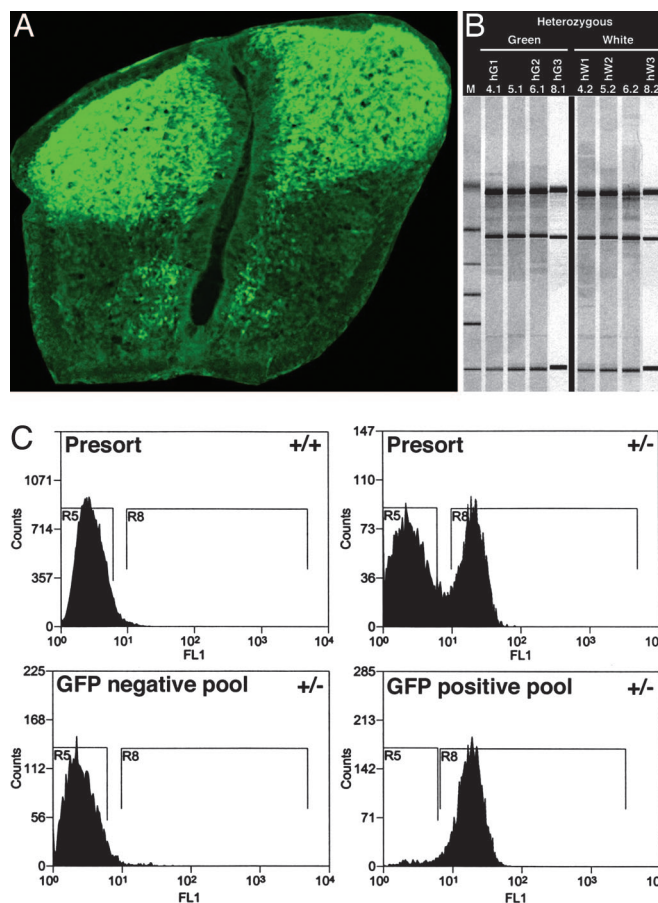 A
B
Heterozygous
Green White
hG1 hG2 hG3 hW1 hW2 hW3
M 4.1 5.1 6.1 8.1 4.2 5.2 6.2 8.2
C
Presort +/+
1071
714
357
0
Counts
R5 R8
10⁰ 10¹ 10² 10³ 10⁴
FL1
Presort +/-
147
110
73
36
0
Counts
R5 R8
10⁰ 10¹ 10² 10³ 10
FL1
GFP negative pool +/-
225
168
112
56
0
Counts
R5 R8
10⁰ 10¹ 10² 10³ 10⁴
FL1
GFP positive pool +/-
285
213
142
71
0
Counts
R5 R8
10⁰ 10¹ 10² 10³ 10
FL1